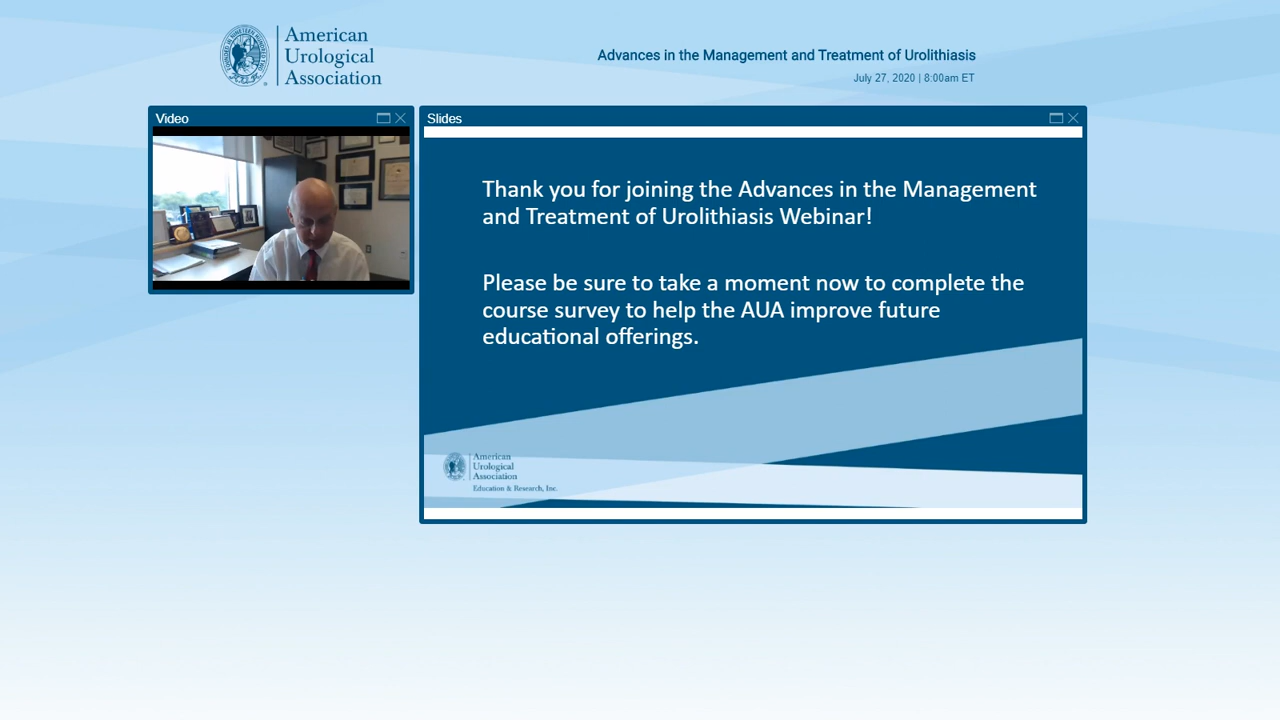 American
Urological
Association
Advances in the Management and Treatment of Urolithiasis
July 27, 2020 | 8:00am ET
Video
Slides
Thank you for joining the Advances in the Management
and Treatment of Urolithiasis Webinar!
Please be sure to take a moment now to complete the
course survey to help the AUA improve future
educational offerings.
American
Urological
Association
Education & Research, Inc.